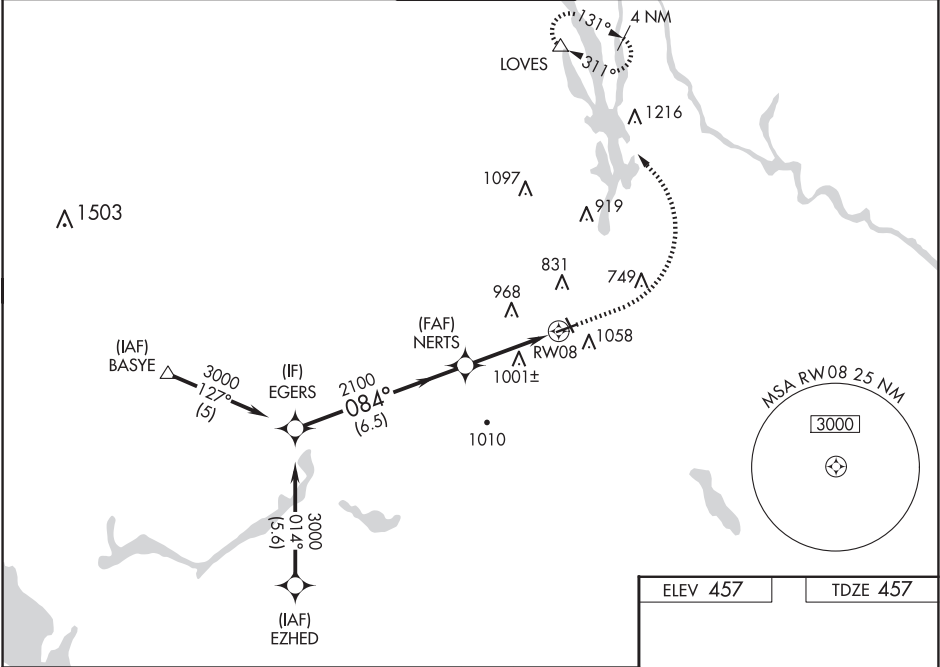 131°
4 NM
LOVES
311°
1216
1097
919
1503
831
749
968
(FAF)
NERTS
RW08
1058
1001±
(IAF)
BASYE
3000
127°
(5)
(IF)
EGERS
2100
084°
(6.5)
1010
MSA RW08 25 NM
3000
3000
014°
(5.6)
(IAF)
EZHED
ELEV 457
TDZE 457